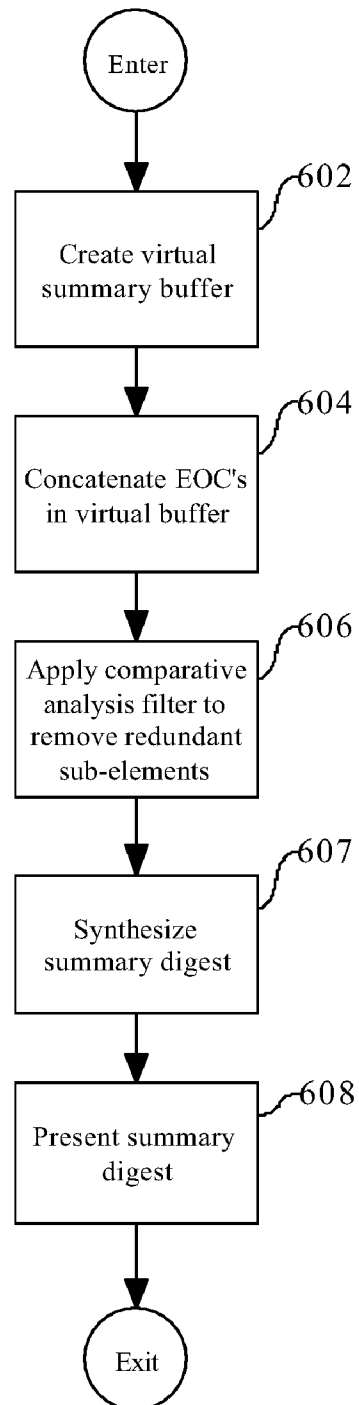 Enter
602
Create virtual
summary buffer
604
Concatenate EOC's
in virtual buffer
606
Apply comparative
analysis filter to
remove redundant
sub-elements
607
Synthesize
summary digest
608
Present summary
digest
Exit